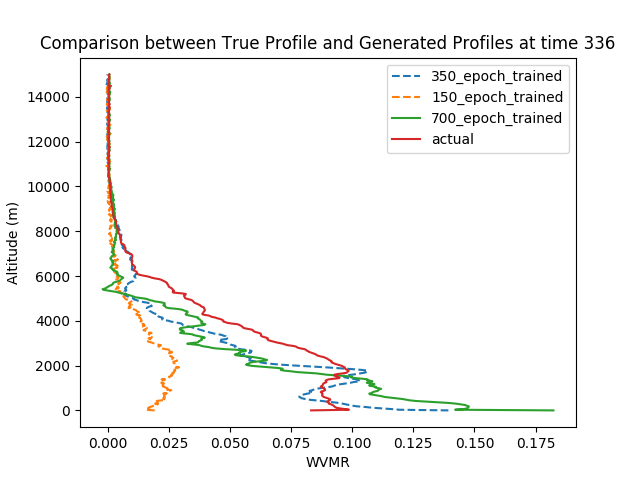 Comparison between True Profile and Generated Profiles at time 336
350_epoch_trained
150_epoch_trained
700_epoch_trained
actual
Altitude (m)
14000
12000
10000
8000
6000
4000
2000
0
0.000 0.025 0.050 0.075 0.100 0.125 0.150 0.175
WVMR